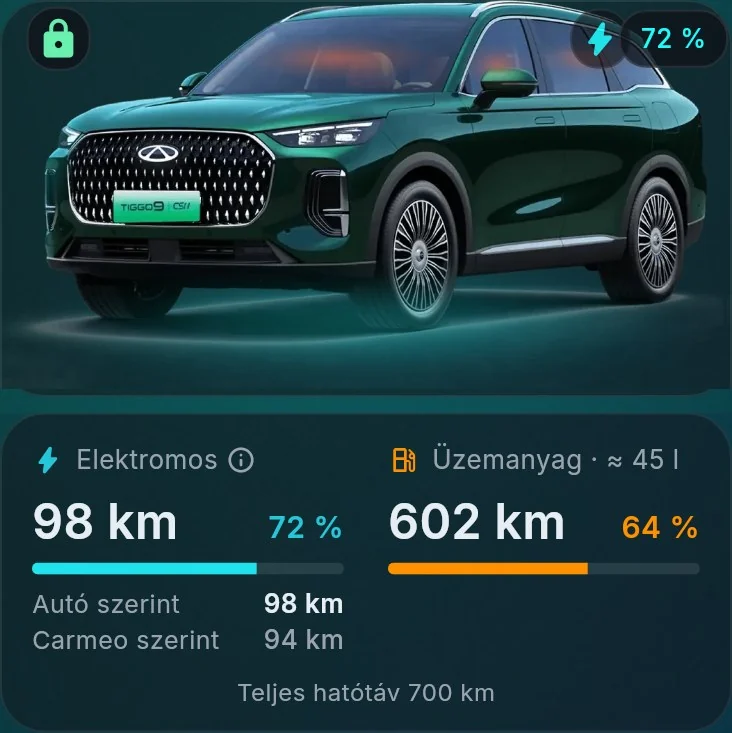 72 %
TIGGO9 | CSH
Elektromos
Üzemanyag · ≈ 45 l
98 km 72 %
602 km 64 %
Autó szerint 98 km
Carmeo szerint 94 km
Teljes hatótáv 700 km